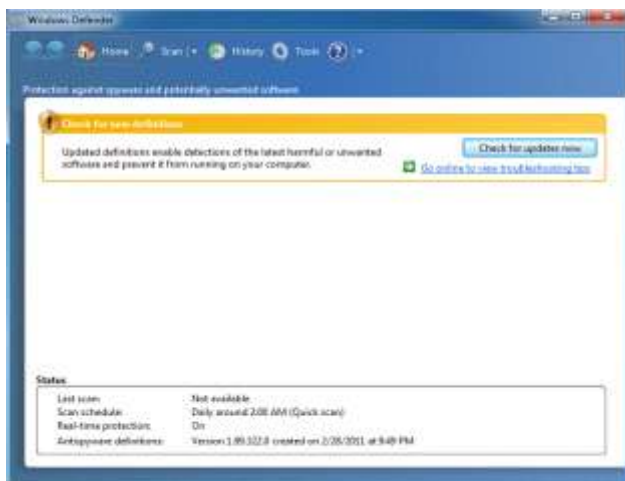 Windows Defender
Home Scan History Tools
Protection against spyware and potentially unwanted software
Check for new definitions
Updated definitions enable detections of the latest harmful or unwanted
software and prevent it from running on your computer.
Check for updates now
Go online to view troubleshooting tips
Status
Last scan: Not available
Scan schedule: Daily around 2:00 AM (Quick scan)
Real-time protection: On
Antispyware definitions: Version 1.99.322.0 created on 2/28/2011 at 9:49 PM